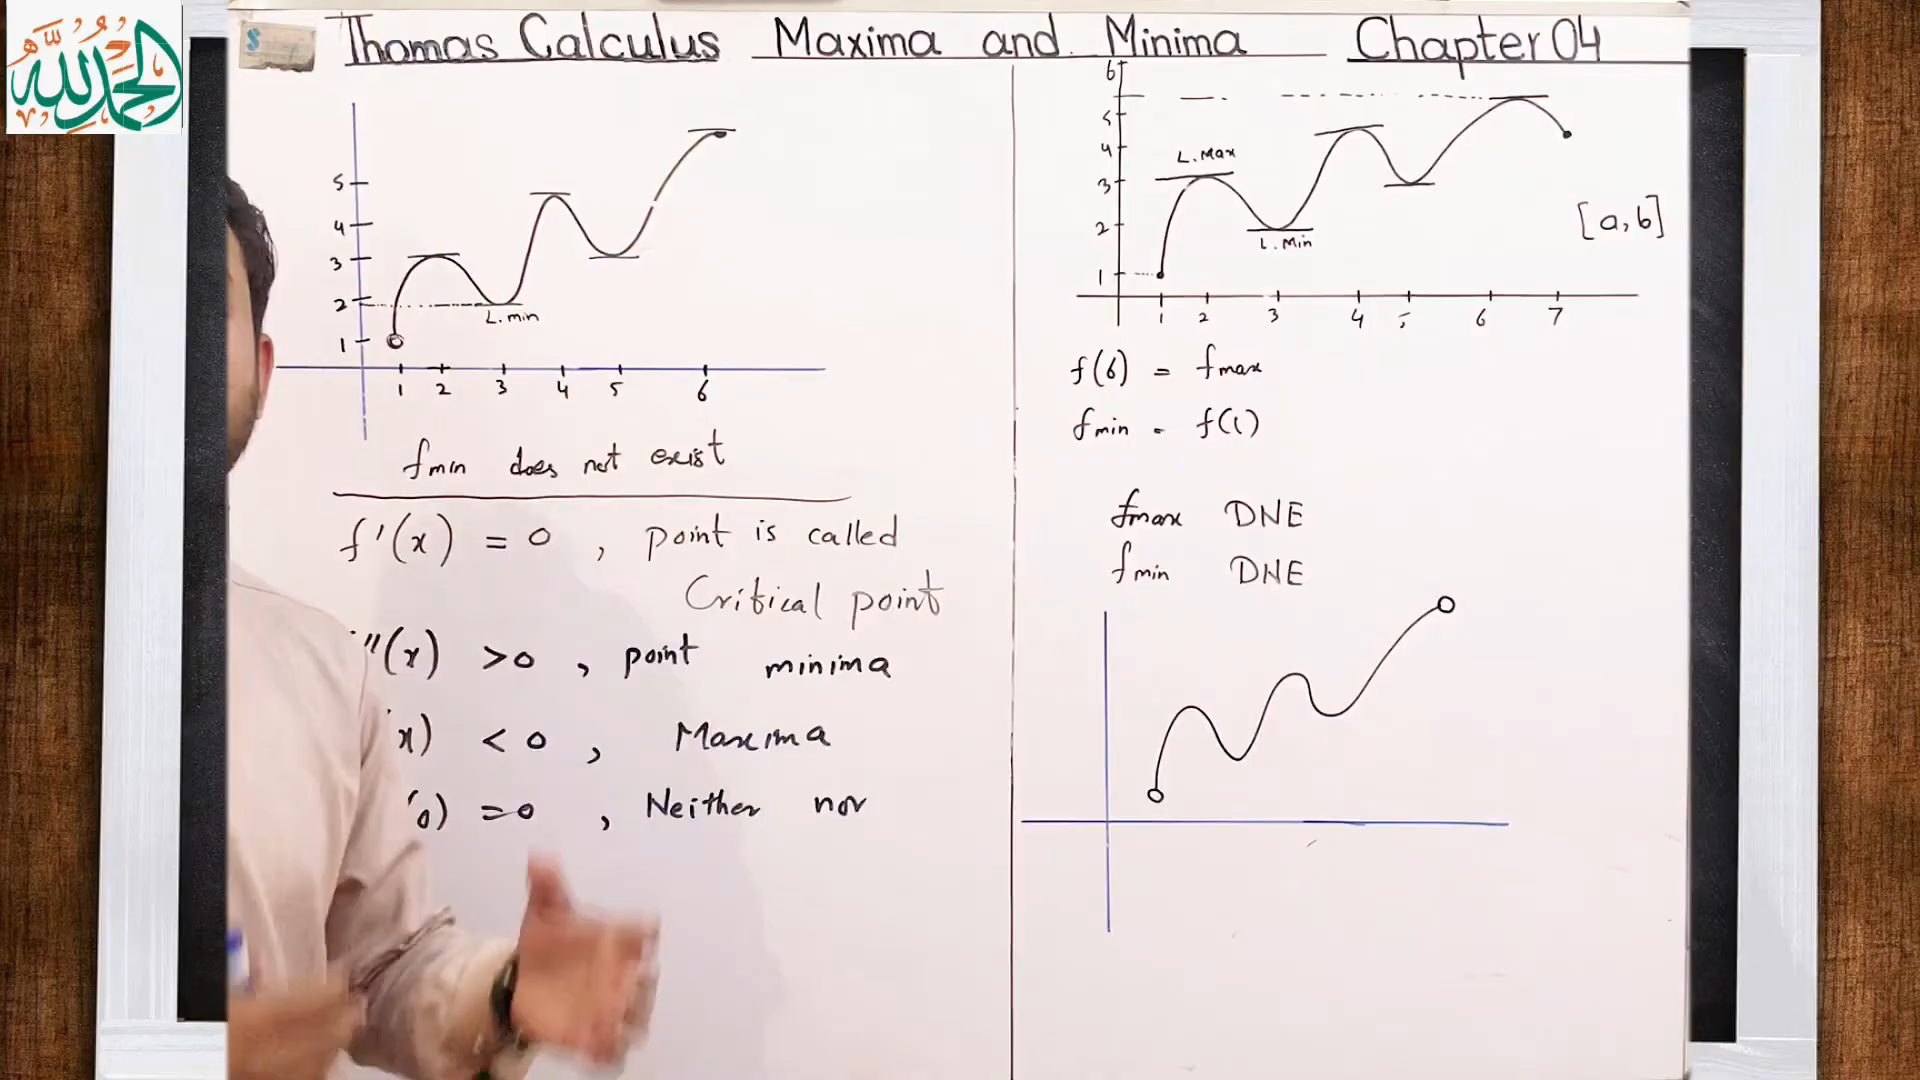 الحمد لله
Thomas Calculus Maxima and Minima Chapter 04
5
4
3
2
1
L.min
1 2 3 4 5 6
fmin does not exist
f'(x) = 0 , point is called
Critical point
"(x) > 0 , point minima
x) < 0 , Maxima
'0) = 0 , Neither nor
6
5
4
3
2
1
L. Max
L. Min
[a, b]
1 2 3 4 5 6 7
f(6) = fmax
fmin = f(1)
fmax DNE
fmin DNE